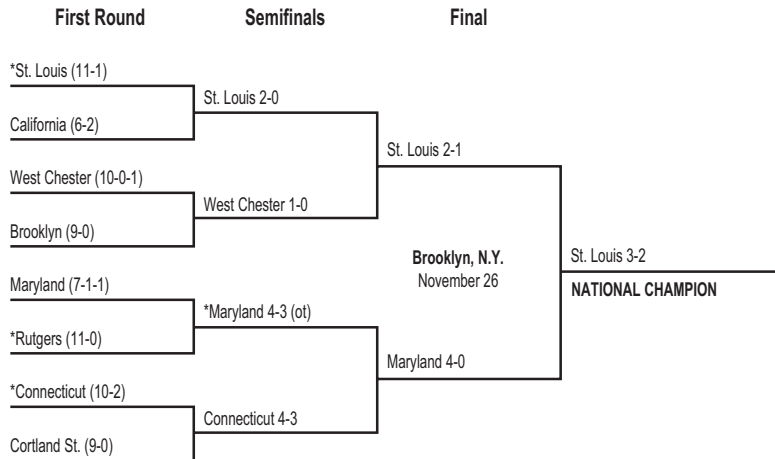 First Round Semifinals Final
*St. Louis (11-1)
St. Louis 2-0
California (6-2)
St. Louis 2-1
West Chester (10-0-1)
West Chester 1-0
Brooklyn (9-0)
Brooklyn, N.Y.
St. Louis 3-2
November 26
Maryland (7-1-1)
NATIONAL CHAMPION
*Maryland 4-3 (ot)
*Rutgers (11-0)
Maryland 4-0
*Connecticut (10-2)
Connecticut 4-3
Cortland St. (9-0)